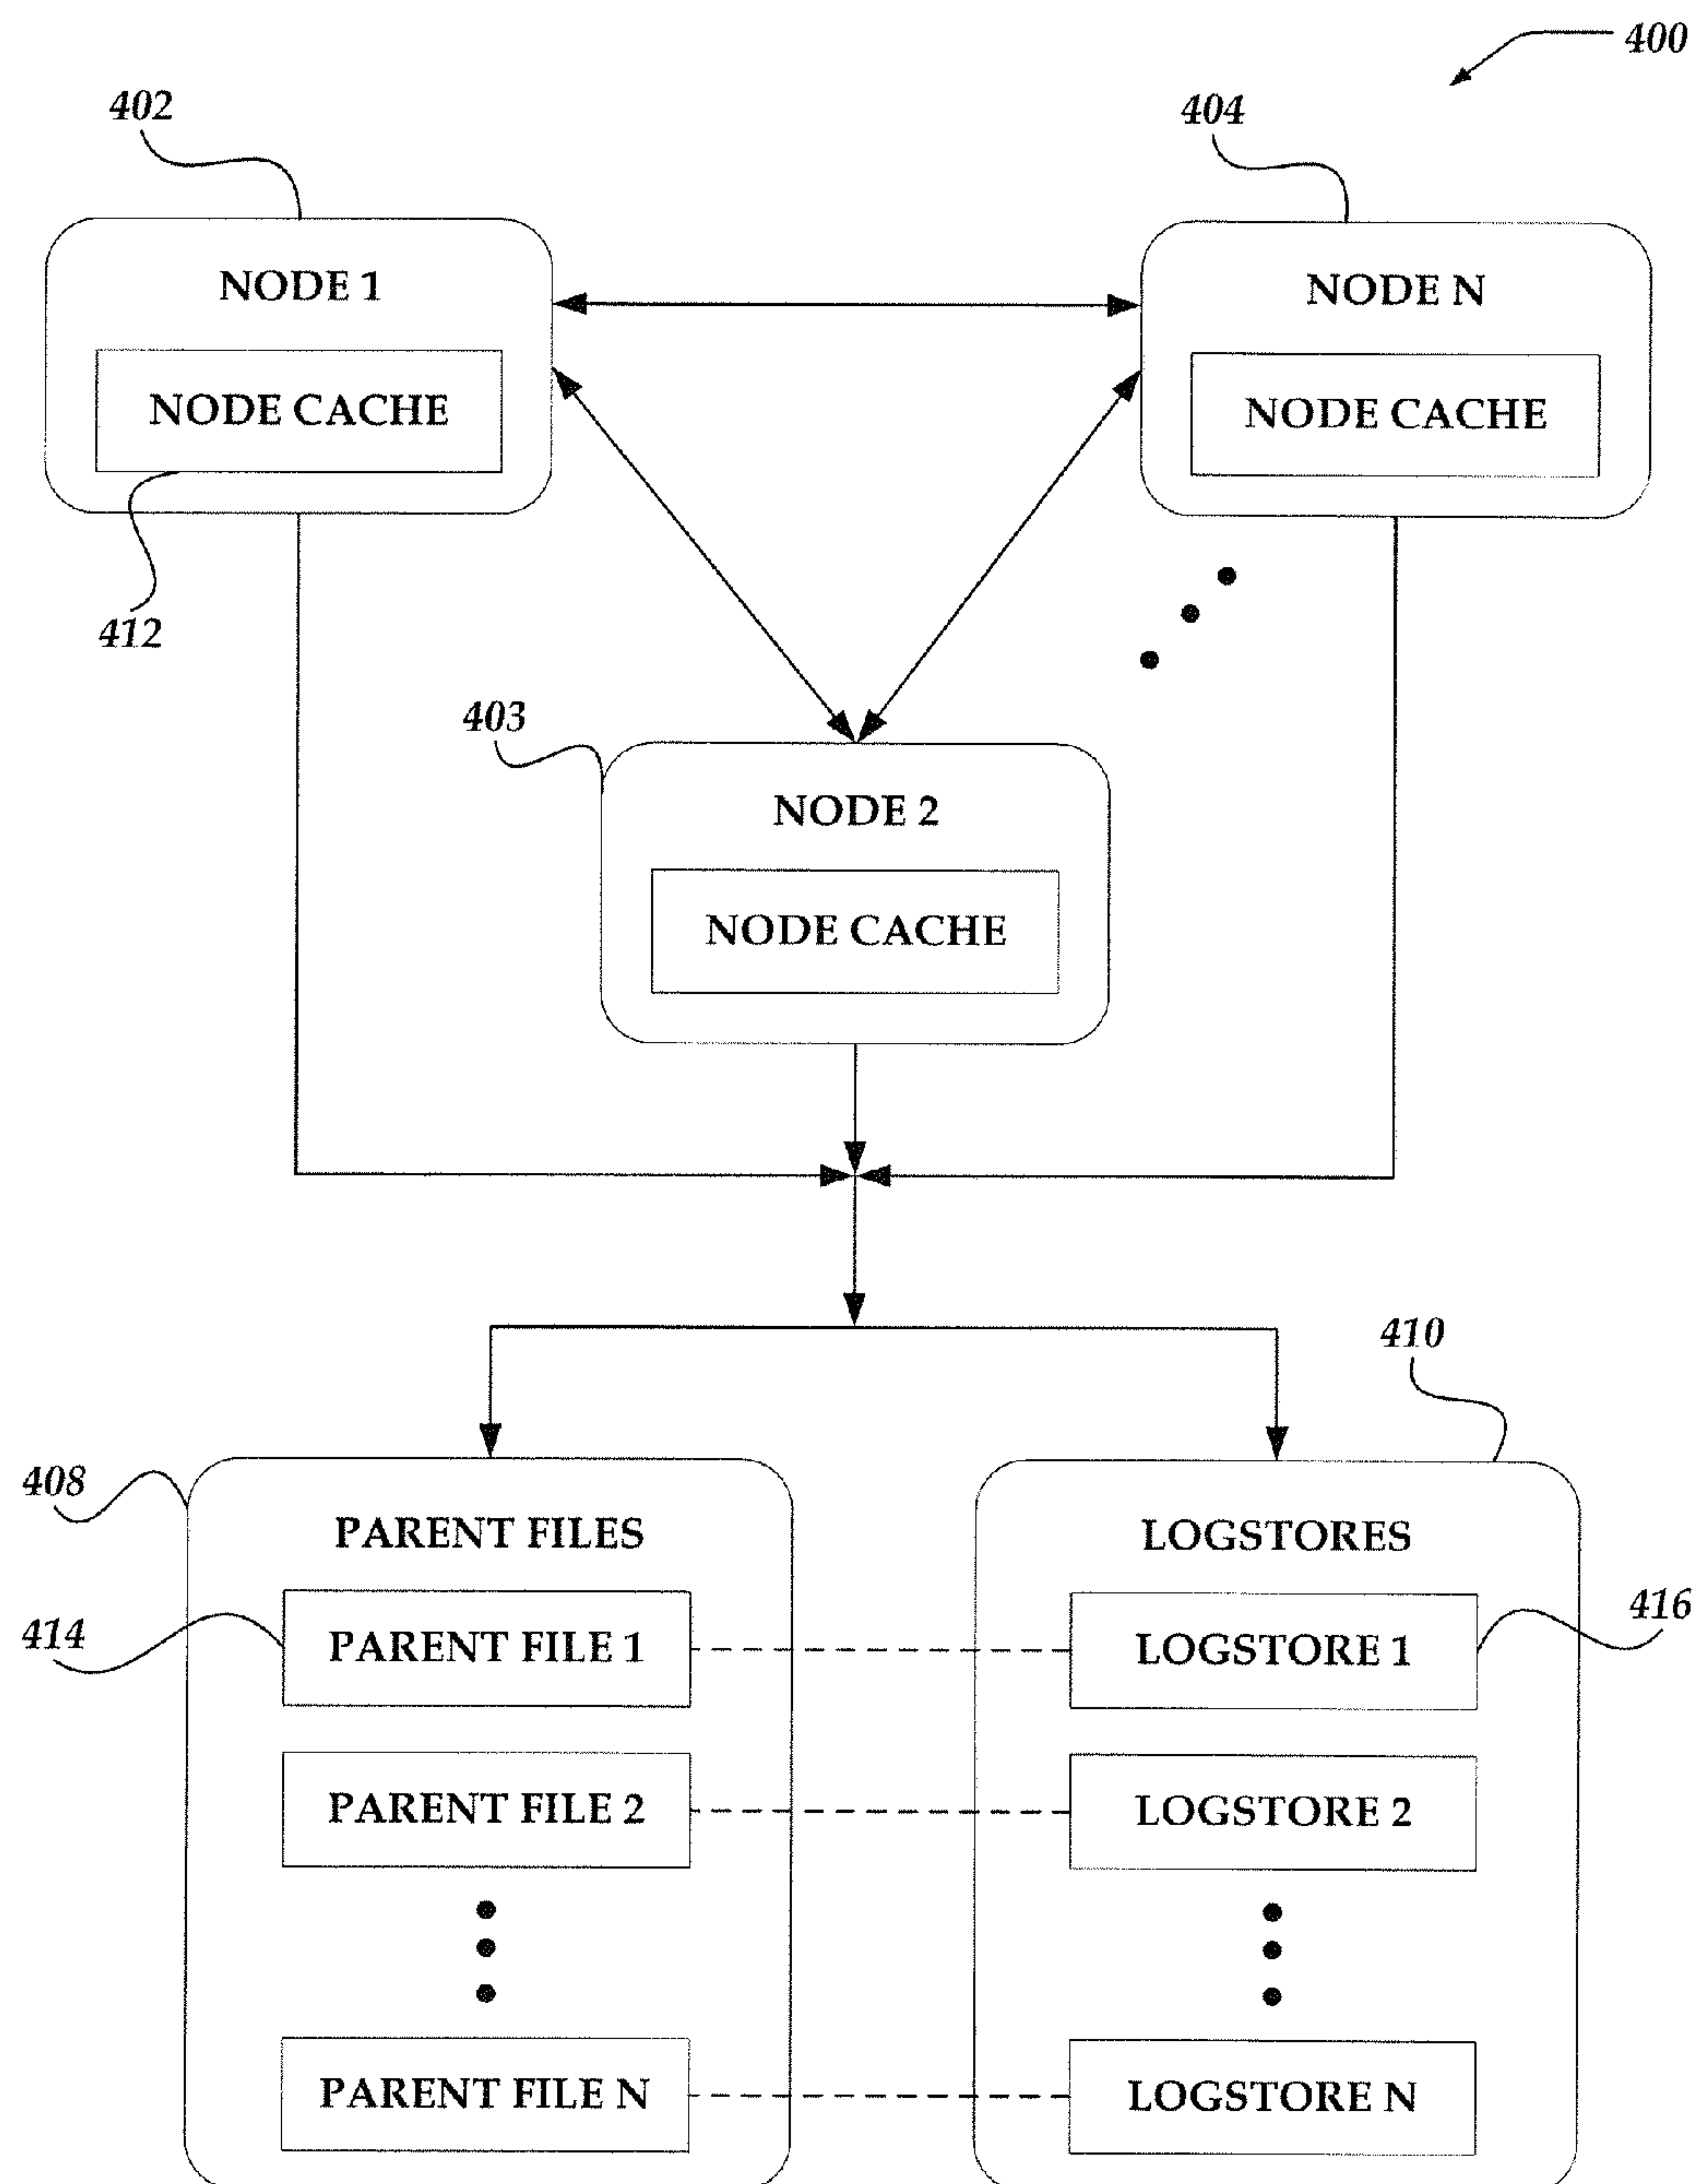 400
402
404
NODE 1
NODE N
NODE CACHE
NODE CACHE
412
403
NODE 2
NODE CACHE
410
408
PARENT FILES
LOGSTORES
414
PARENT FILE 1
LOGSTORE 1
416
PARENT FILE 2
LOGSTORE 2
PARENT FILE N
LOGSTORE N